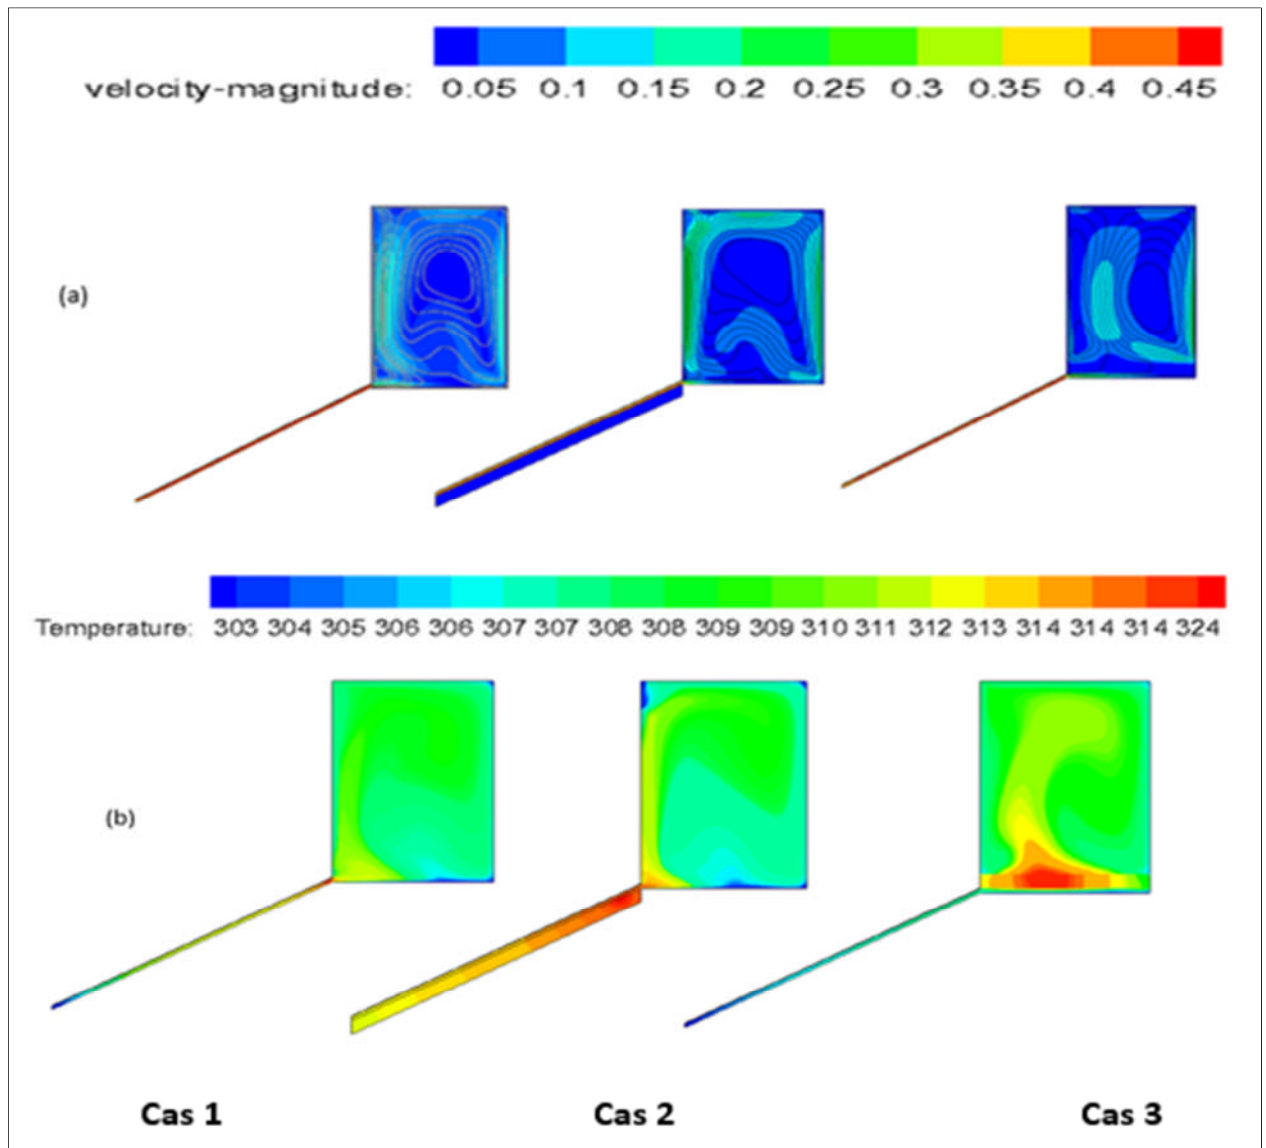 velocity-magnitude: 0.05 0.1 0.15 0.2 0.25 0.3 0.35 0.4 0.45
(a)
Temperature: 303 304 305 306 306 307 307 308 308 309 309 310 311 312 313 314 314 314 324
(b)
Cas 1 Cas 2 Cas 3